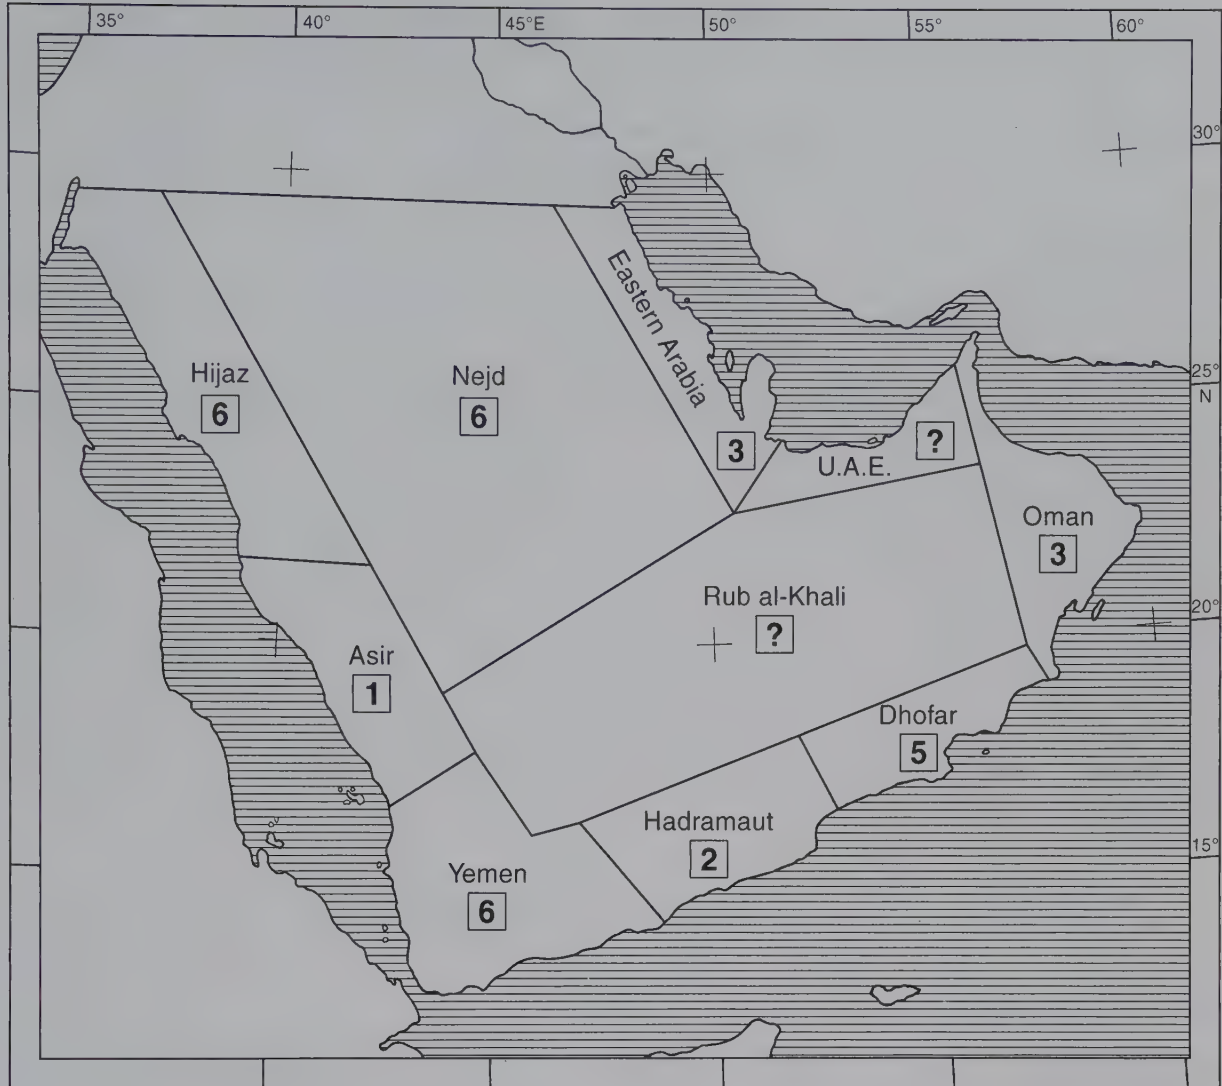 35°
40°
45°E
50°
55°
60°
30°
25°
N
20°
15°
Eastern Arabia
3
Hijaz
6
Nejd
6
?
U.A.E.
Oman
3
Rub al-Khali
?
Asir
1
Dhofar
5
Hadramaut
2
Yemen
6